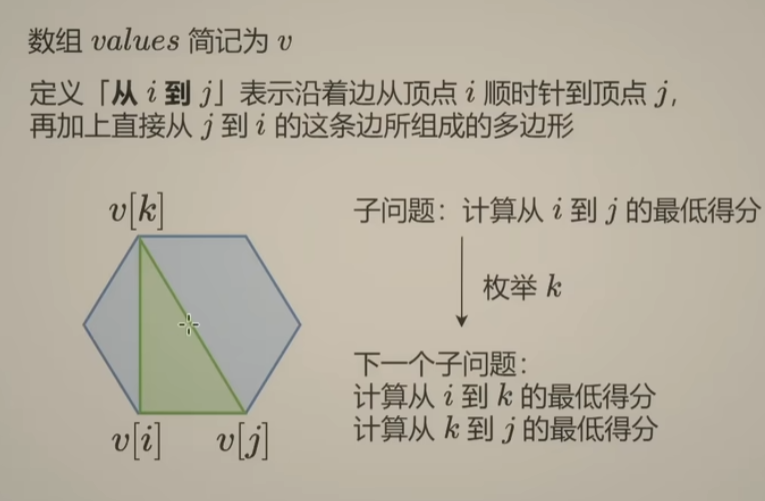 数组 values 简记为 v
定义「从 i 到 j」表示沿着边从顶点 i 顺时针到顶点 j,
再加上直接从 j 到 i 的这条边所组成的多边形
v[k]
子问题：计算从 i 到 j 的最低得分
枚举 k
下一个子问题：
计算从 i 到 k 的最低得分
计算从 k 到 j 的最低得分
v[i]
v[j]